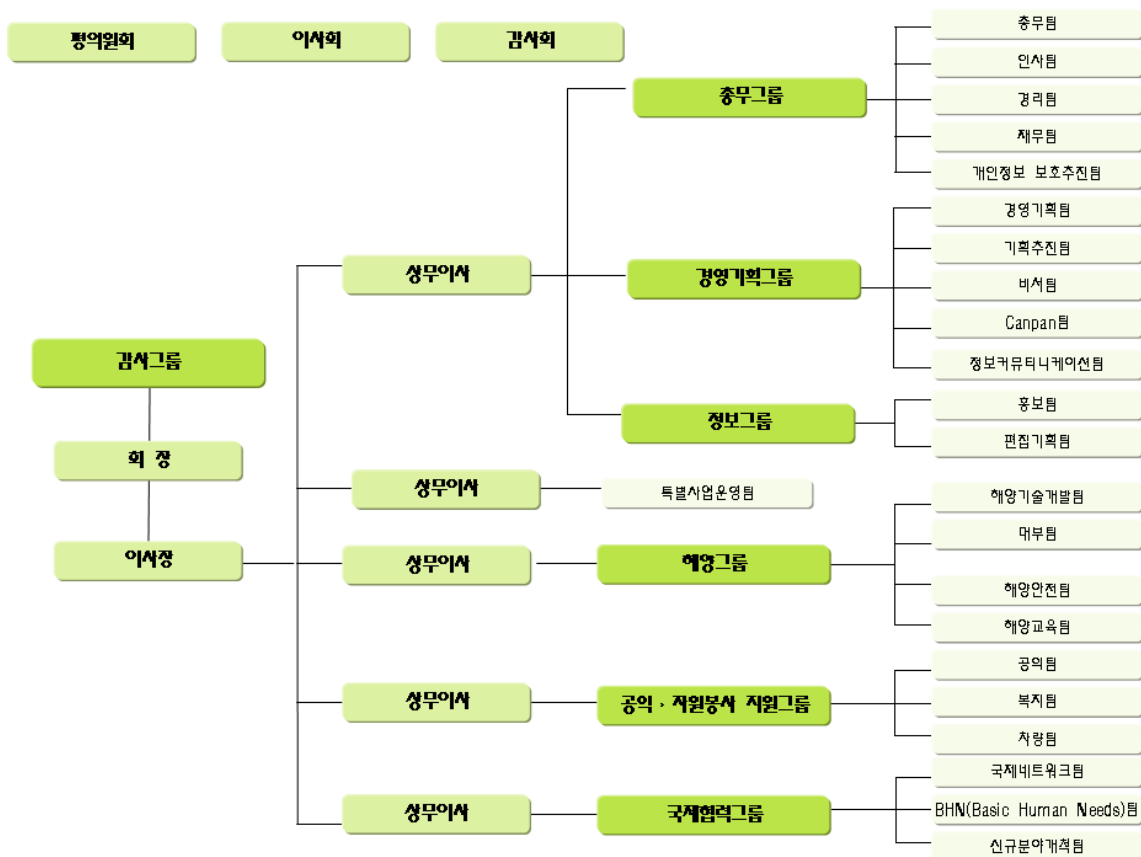 평의원회
이사회
감사회
총무그룹
총무팀
인사팀
경리팀
재무팀
개인정보 보호추진팀
상무이사
경영기획그룹
경영기획팀
기획추진팀
비서팀
Canpan팀
정보커뮤티니케이션팀
정보그룹
홍보팀
편집기획팀
감사그룹
회 장
이사장
상무이사
특별사업운영팀
상무이사
해양그룹
해양기술개발팀
대부팀
해양안전팀
해양교육팀
상무이사
공익·자원봉사 지원그룹
공익팀
복지팀
차량팀
상무이사
국제협력그룹
국제네트워크팀
BHN(Basic Human Needs)팀
신규분야개척팀